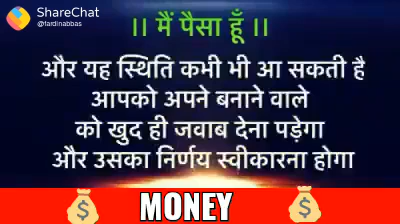 ShareChat
@fardinabbas
।। मैं पैसा हूँ ।।
और यह स्थिति कभी भी आ सकती है
आपको अपने बनाने वाले
को खुद ही जवाब देना पड़ेगा
और उसका निर्णय स्वीकारना होगा
MONEY